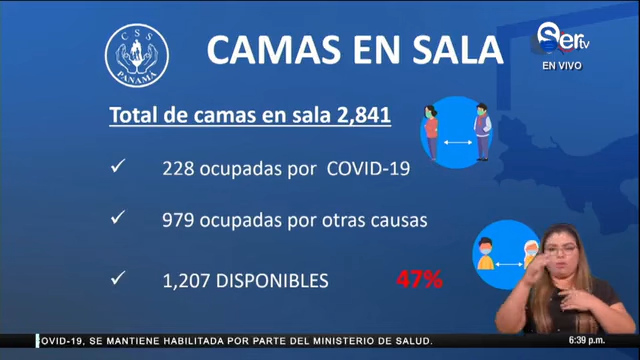 CSS
PANAMÁ
CAMAS EN SALA
Sertv
EN VIVO
Total de camas en sala 2,841
✓ 228 ocupadas por COVID-19
✓ 979 ocupadas por otras causas
✓ 1,207 DISPONIBLES 47%
OVID-19, SE MANTIENE HABILITADA POR PARTE DEL MINISTERIO DE SALUD.
6:39 p.m.